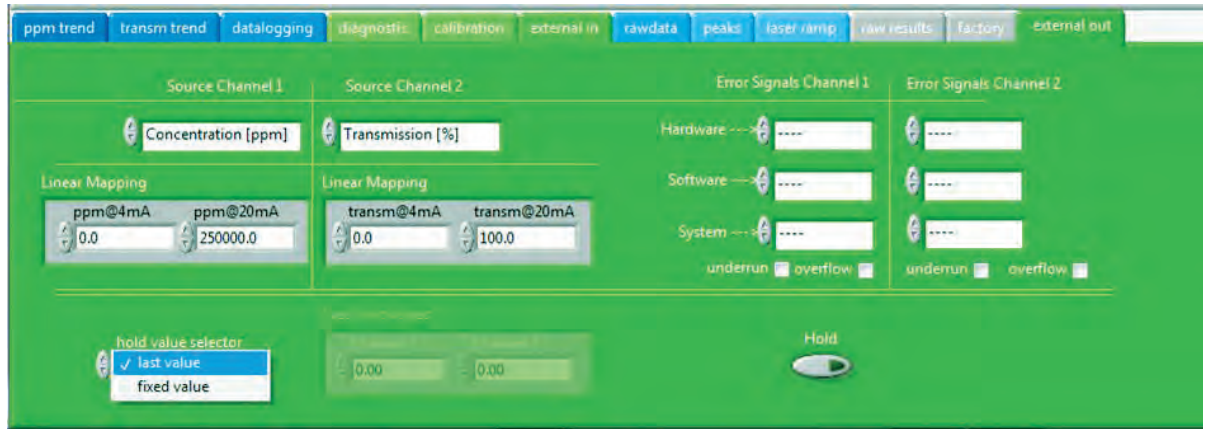 ppm trend transm trend datalogging diagnostic calibration external in rawdata peaks laser ramp raw results factory external out
Source Channel 1 Source Channel 2 Error Signals Channel 1 Error Signals Channel 2
Concentration [ppm] Transmission [%] Hardware ---> ---- ----
Linear Mapping Linear Mapping Software ---> ---- ----
ppm@4mA ppm@20mA transm@4mA transm@20mA
0.0 250000.0 0.0 100.0 System ---> ---- ----
underrun overflow underrun overflow
hold value selector Hold
✓ last value 0.00 0.00
fixed value